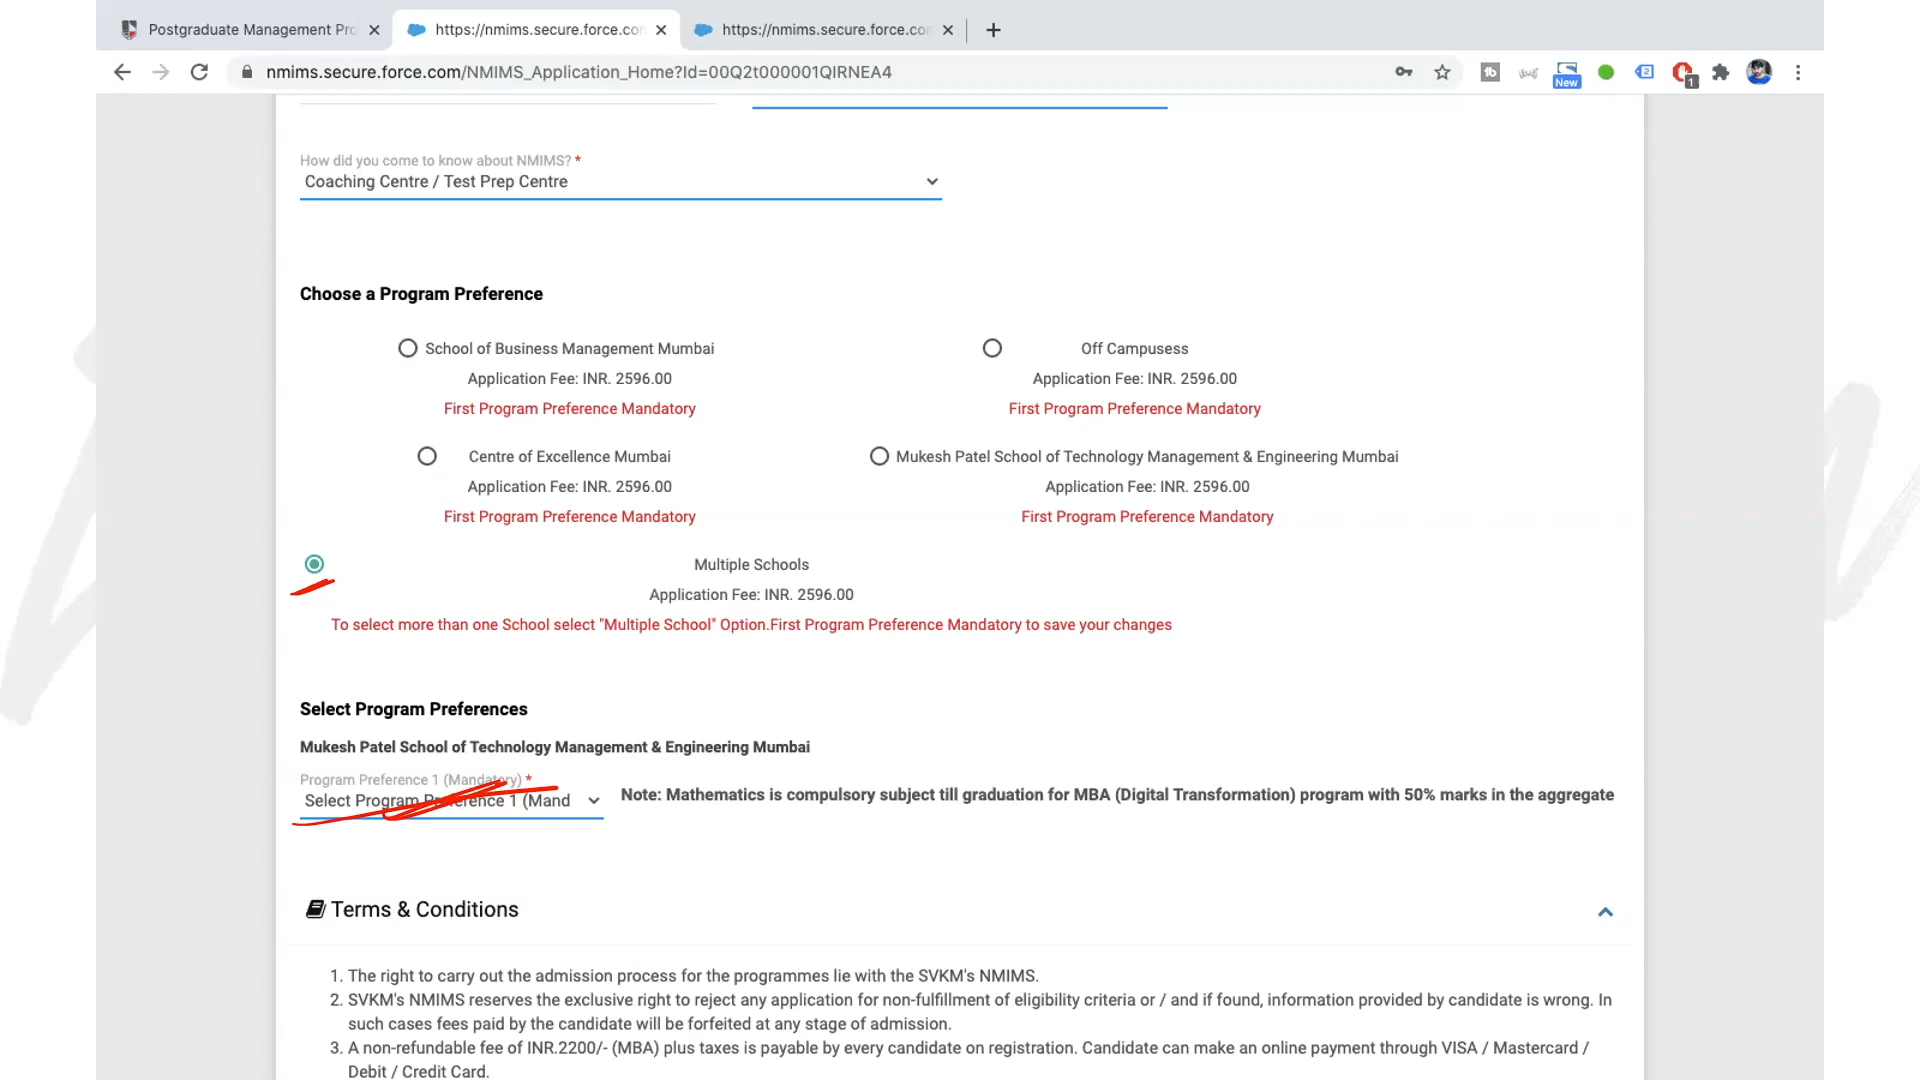 Postgraduate Management Pro
https://nmims.secure.force.con
https://nmims.secure.force.con
nmims.secure.force.com/NMIMS_Application_Home?Id=00Q2t000001QIRNEA4
New
1
How did you come to know about NMIMS? *
Coaching Centre / Test Prep Centre
Choose a Program Preference
School of Business Management Mumbai
Application Fee: INR. 2596.00
First Program Preference Mandatory
Off Campusess
Application Fee: INR. 2596.00
First Program Preference Mandatory
Centre of Excellence Mumbai
Application Fee: INR. 2596.00
First Program Preference Mandatory
Mukesh Patel School of Technology Management & Engineering Mumbai
Application Fee: INR. 2596.00
First Program Preference Mandatory
Multiple Schools
Application Fee: INR. 2596.00
To select more than one School select "Multiple School" Option.First Program Preference Mandatory to save your changes
Select Program Preferences
Mukesh Patel School of Technology Management & Engineering Mumbai
Program Preference 1 (Mandatory) *
Select Program Preference 1 (Mand
Note: Mathematics is compulsory subject till graduation for MBA (Digital Transformation) program with 50% marks in the aggregate
Terms & Conditions
1. The right to carry out the admission process for the programmes lie with the SVKM's NMIMS.
2. SVKM's NMIMS reserves the exclusive right to reject any application for non-fulfillment of eligibility criteria or / and if found, information provided by candidate is wrong. In
such cases fees paid by the candidate will be forfeited at any stage of admission.
3. A non-refundable fee of INR.2200/- (MBA) plus taxes is payable by every candidate on registration. Candidate can make an online payment through VISA / Mastercard /
Debit / Credit Card.